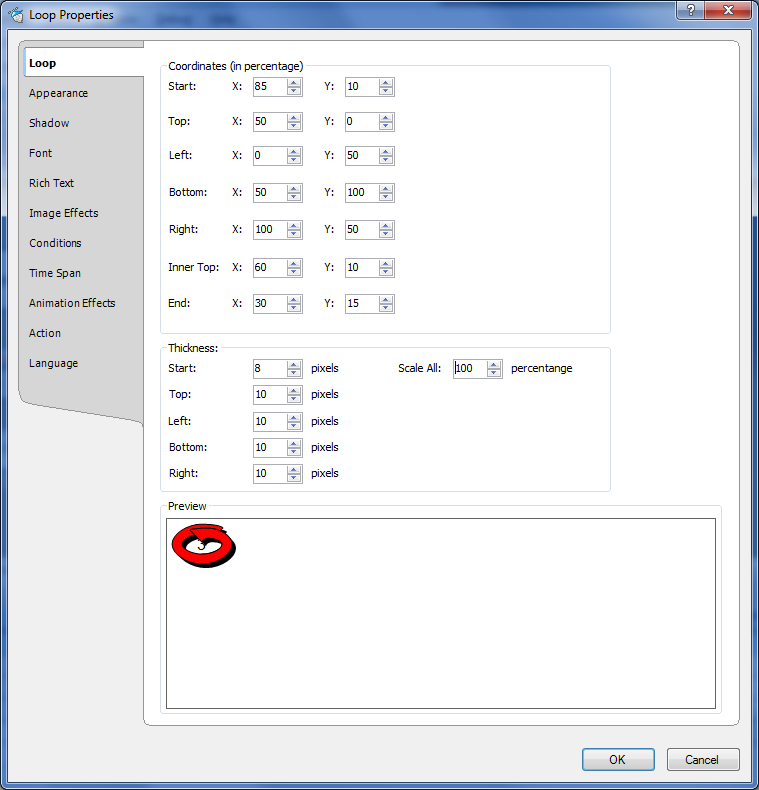 Loop Properties
?
Loop
Appearance
Shadow
Font
Rich Text
Image Effects
Conditions
Time Span
Animation Effects
Action
Language
Coordinates (in percentage)
Start: X: 85 Y: 10
Top: X: 50 Y: 0
Left: X: 0 Y: 50
Bottom: X: 50 Y: 100
Right: X: 100 Y: 50
Inner Top: X: 60 Y: 10
End: X: 30 Y: 15
Thickness:
Start: 8 pixels Scale All: 100 percentange
Top: 10 pixels
Left: 10 pixels
Bottom: 10 pixels
Right: 10 pixels
Preview
3
OK Cancel